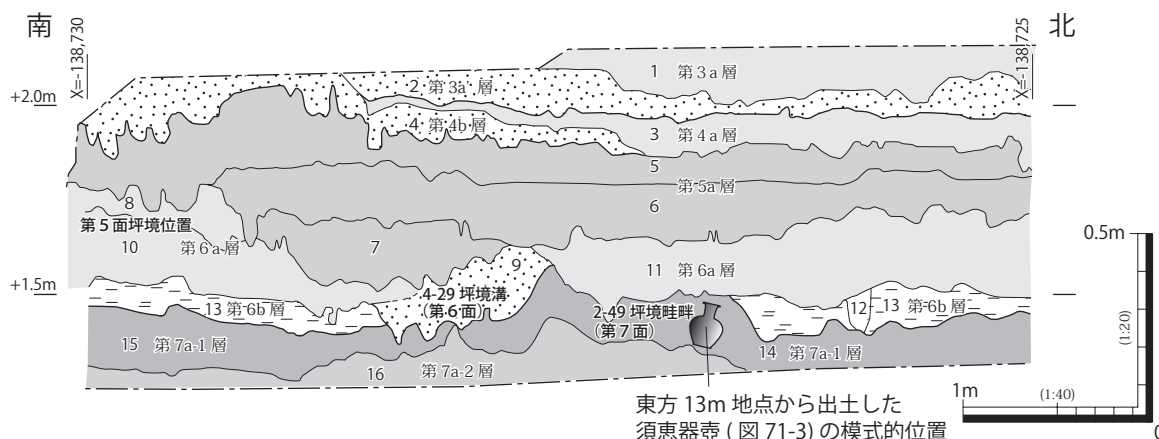 南
北
X=-138,730
X=-138,725
+2.0m
+1.5m
1 第3a層
2 第3a層
3 第4a層
4 第4b層
5
第5a層
6
7
8
第5面坪境位置
9
10 第6a層
11 第6a層
4-29 坪境溝
(第6面)
2-49 坪境畦畔
(第7面)
12
13 第6b層
13 第6b層
14 第7a-1層
15 第7a-1層
16 第7a-2層
東方 13m 地点から出土した
須恵器壺 ( 図 71-3) の模式的位置
0.5m
(1:20)
1m
(1:40)
0